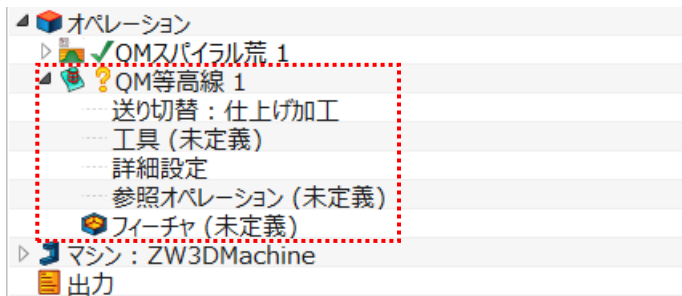 オペレーション
QMスパイラル荒 1
QM等高線 1
送り切替：仕上げ加工
工具 (未定義)
詳細設定
参照オペレーション (未定義)
フィーチャ (未定義)
マシン：ZW3DMachine
出力